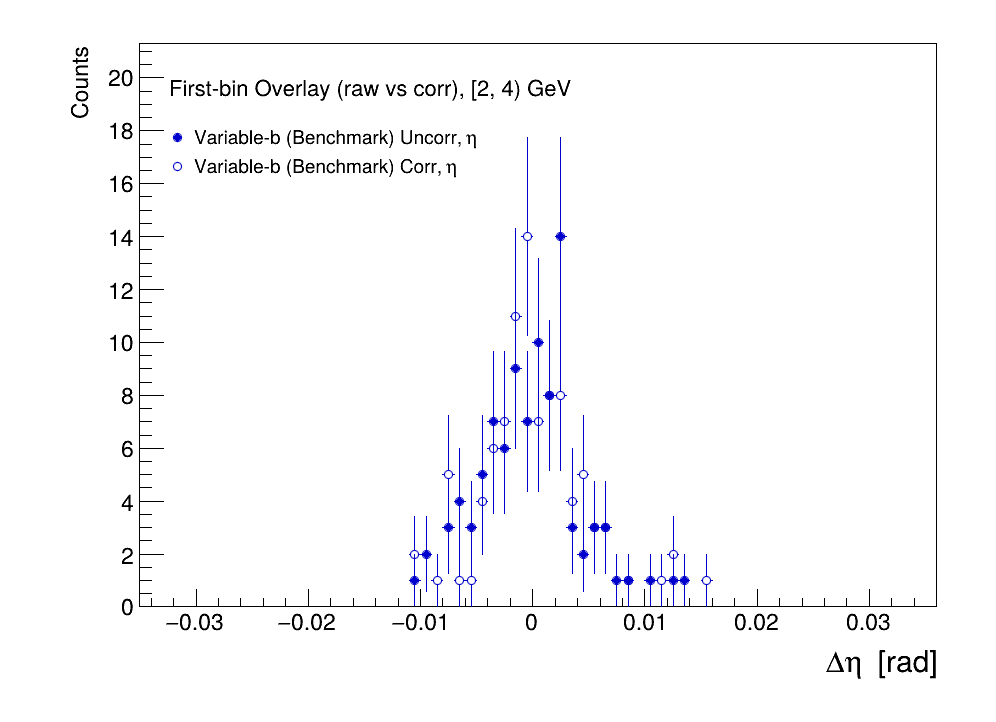 Counts
20
18
16
14
12
10
8
6
4
2
0
First-bin Overlay (raw vs corr), [2, 4) GeV
Variable-b (Benchmark) Uncorr, η
Variable-b (Benchmark) Corr, η
−0.03 −0.02 −0.01 0 0.01 0.02 0.03
Δη [rad]